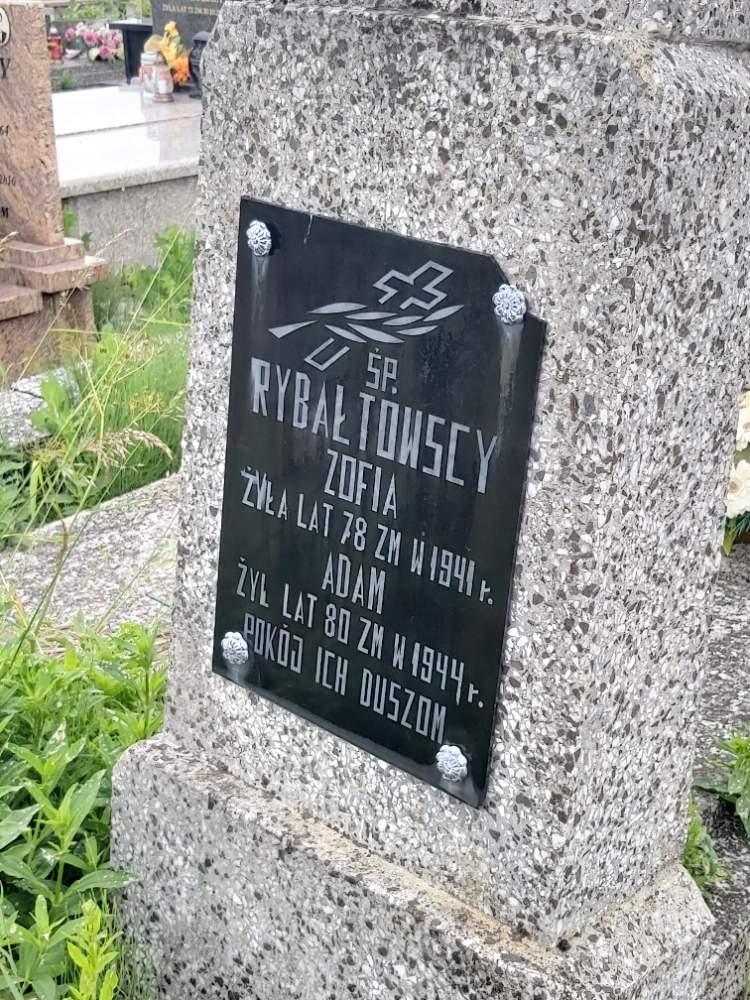 ŚP.
RYBAŁTOWSCY
ZOFIA
ŻYŁA LAT 78 ZM W 1941 r.
ADAM
ŻYŁ LAT 80 ZM W 1944 r.
POKÓJ ICH DUSZOM